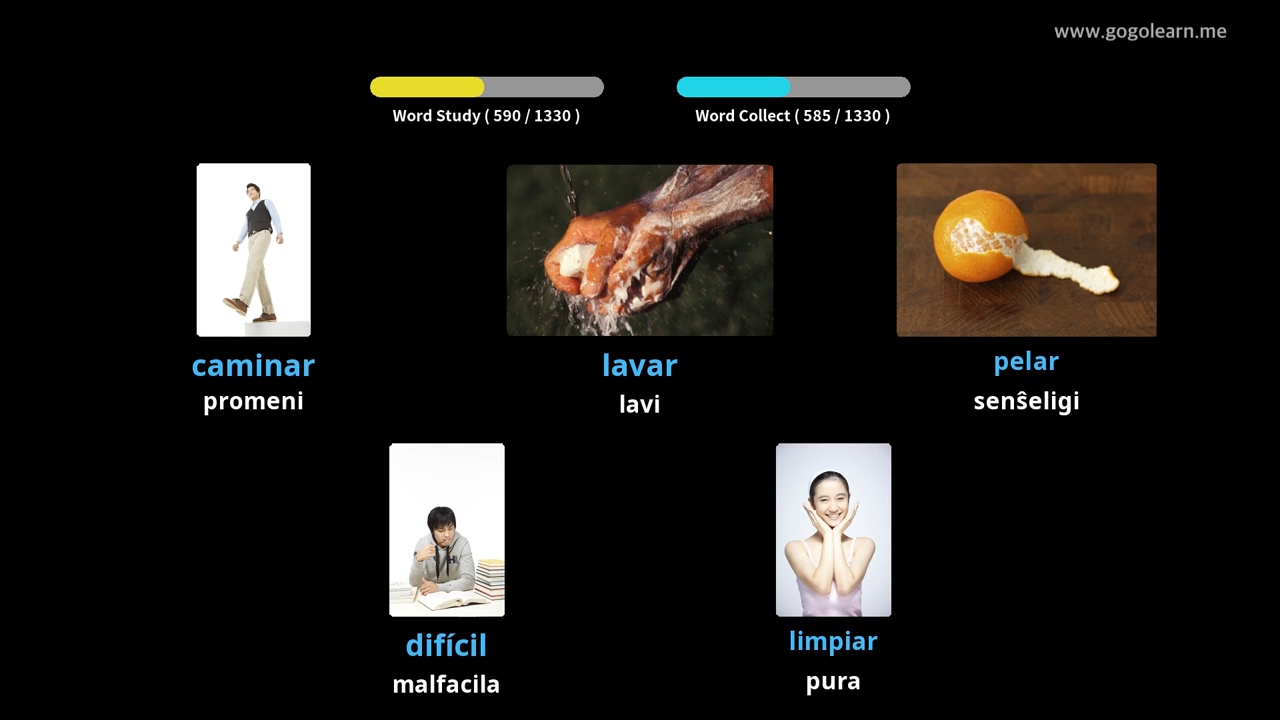 www.gogolearn.me
Word Study ( 590 / 1330 )
Word Collect ( 585 / 1330 )
caminar
promeni
lavar
lavi
pelar
senŝeligi
difícil
malfacila
limpiar
pura